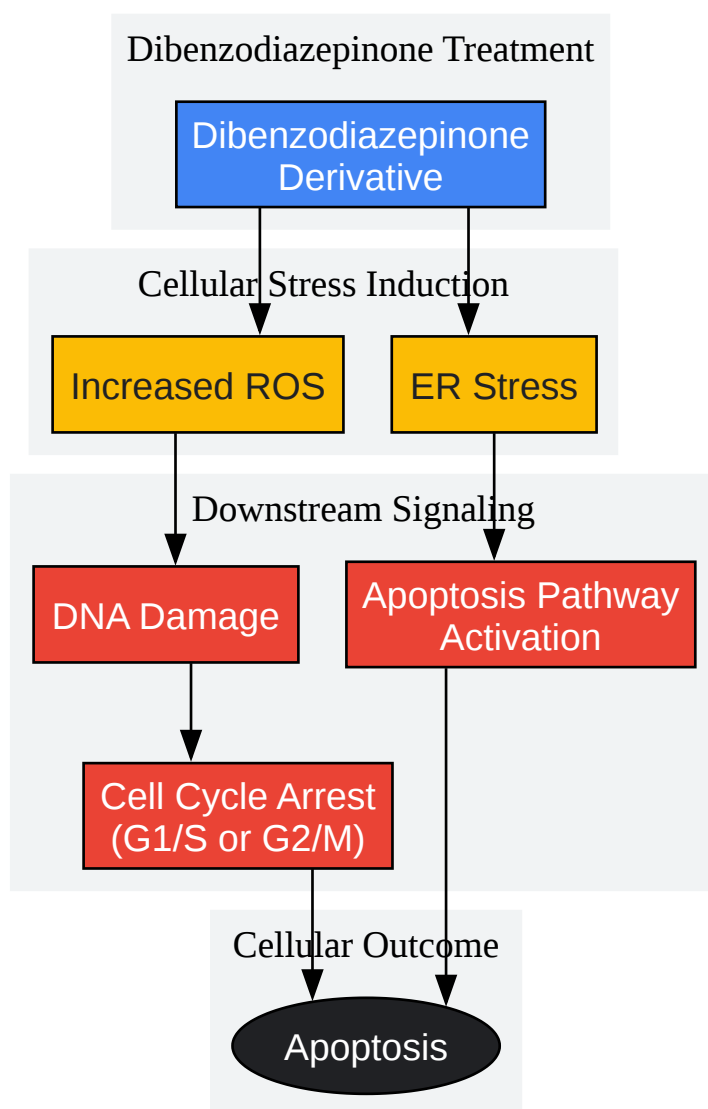 Dibenzodiazepinone Treatment
Dibenzodiazepinone
Derivative
Cellular Stress Induction
Increased ROS
ER Stress
Downstream Signaling
DNA Damage
Apoptosis Pathway
Activation
Cell Cycle Arrest
(G1/S or G2/M)
Cellular Outcome
Apoptosis